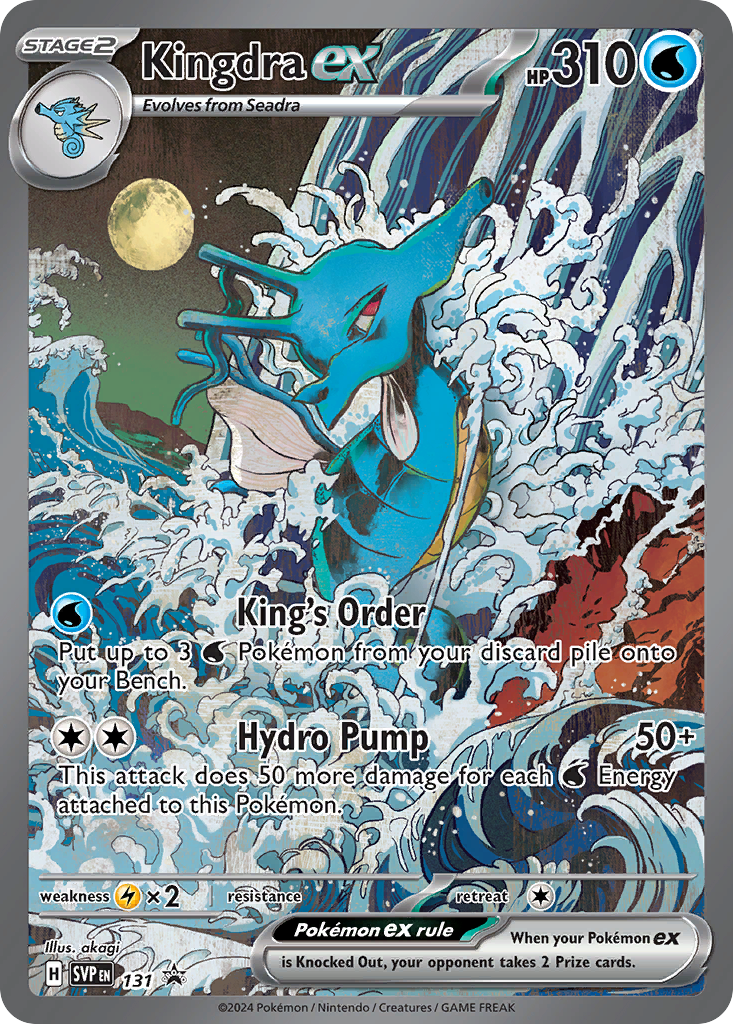 STAGE2
Kingdra ex
HP310
Evolves from Seadra
King's Order
Put up to 3 Pokémon from your discard pile onto
your Bench.
Hydro Pump 50+
This attack does 50 more damage for each Energy
attached to this Pokémon.
weakness ×2 resistance retreat
Illus. akagi
Pokémon ex rule
When your Pokémon ex
is Knocked Out, your opponent takes 2 Prize cards.
H SVP EN 131
©2024 Pokémon / Nintendo / Creatures / GAME FREAK